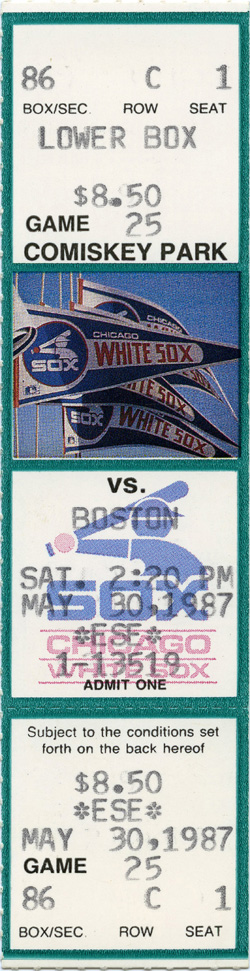 86 C 1
BOX/SEC. ROW SEAT
LOWER BOX
$8.50
GAME 25
COMISKEY PARK
CHICAGO
CHICAGO
WHITE SOX
SOX
WHITE SOX
SOX
WHITE SOX
VS.
BOSTON
SAT. 2:20 PM
SOX
MAY 30,1987
*ESE*
CHICAGO
1-13519
WHITE SOX
ADMIT ONE
Subject to the conditions set
forth on the back hereof
$8.50
*ESE*
MAY 30,1987
GAME 25
86 C 1
BOX/SEC. ROW SEAT